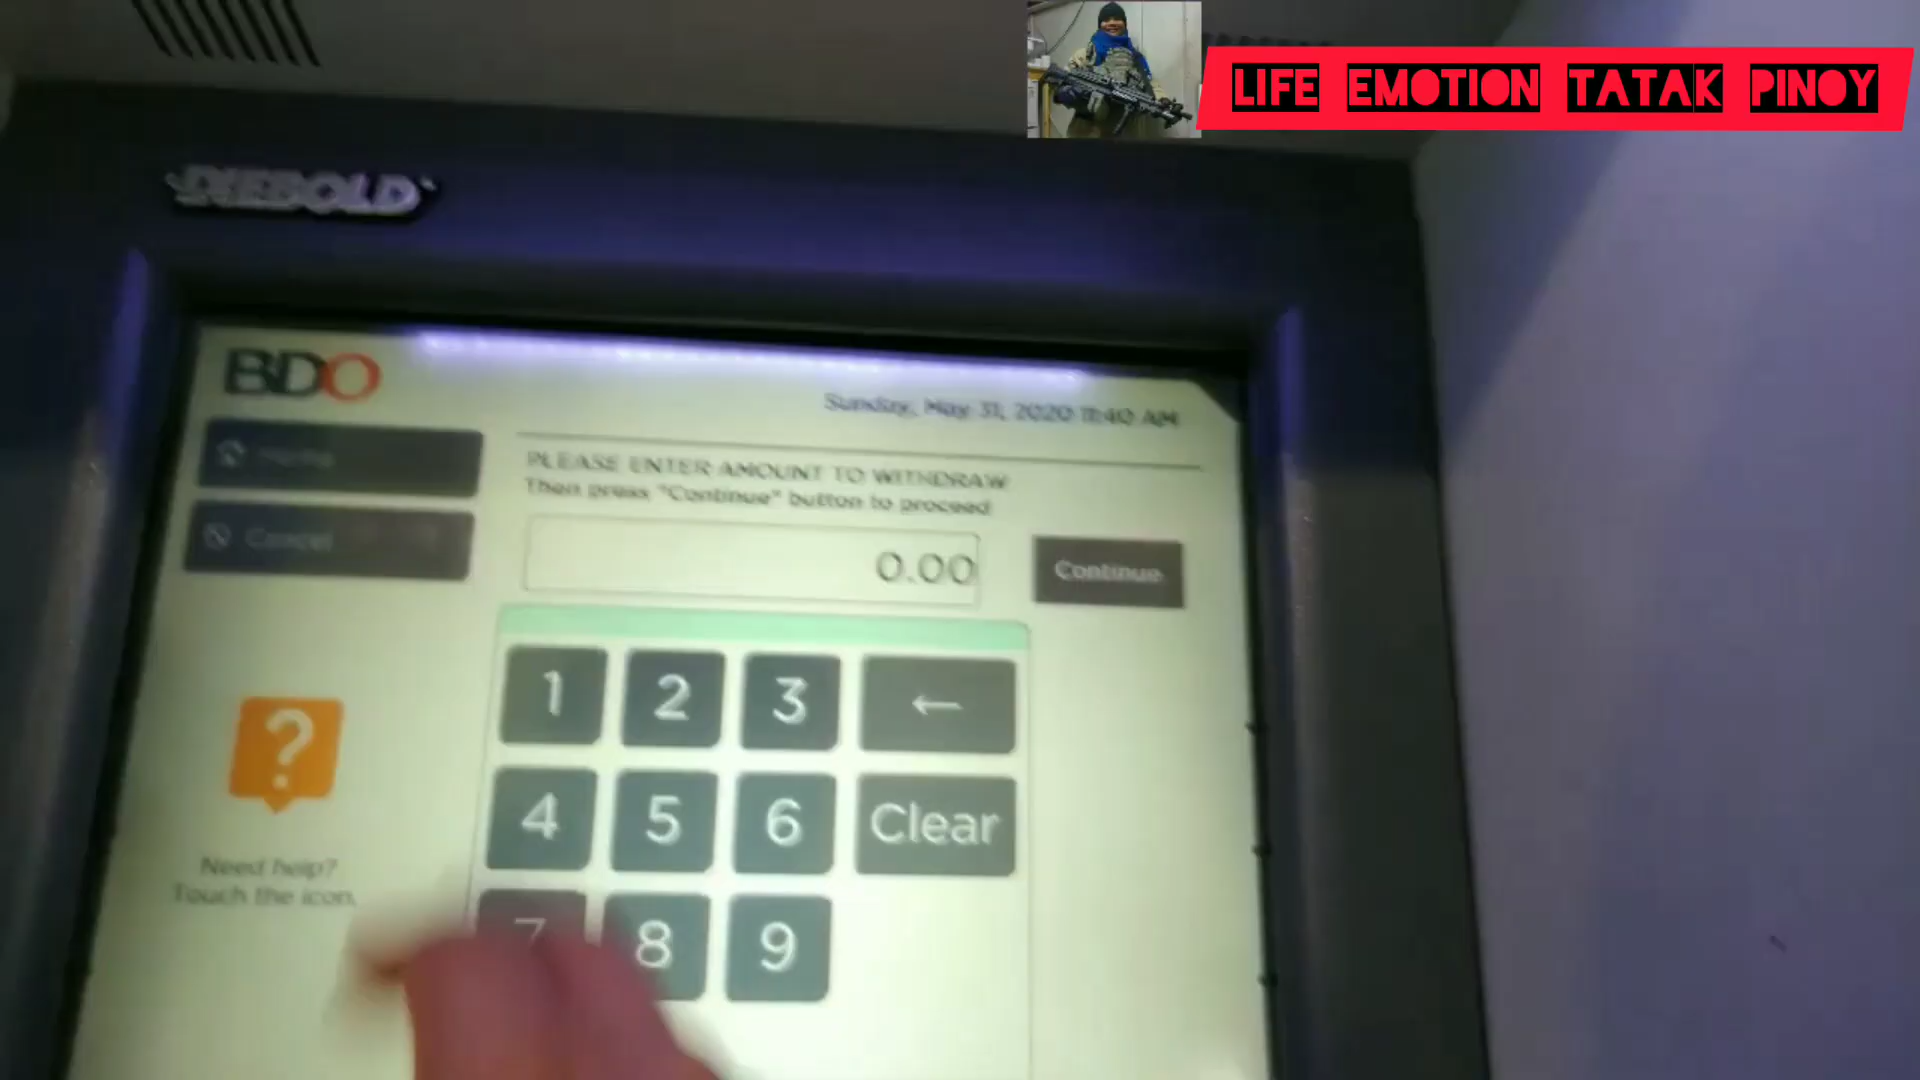 LIFE EMOTION TATAK PINOY
DIEBOLD
BDO
Sunday, May 31, 2020 11:40 AM
Home
Cancel
PLEASE ENTER AMOUNT TO WITHDRAW
Then press "Continue" button to proceed
0.00
Continue
1 2 3 ←
4 5 6 Clear
7 8 9
Need help?
Touch the icon.